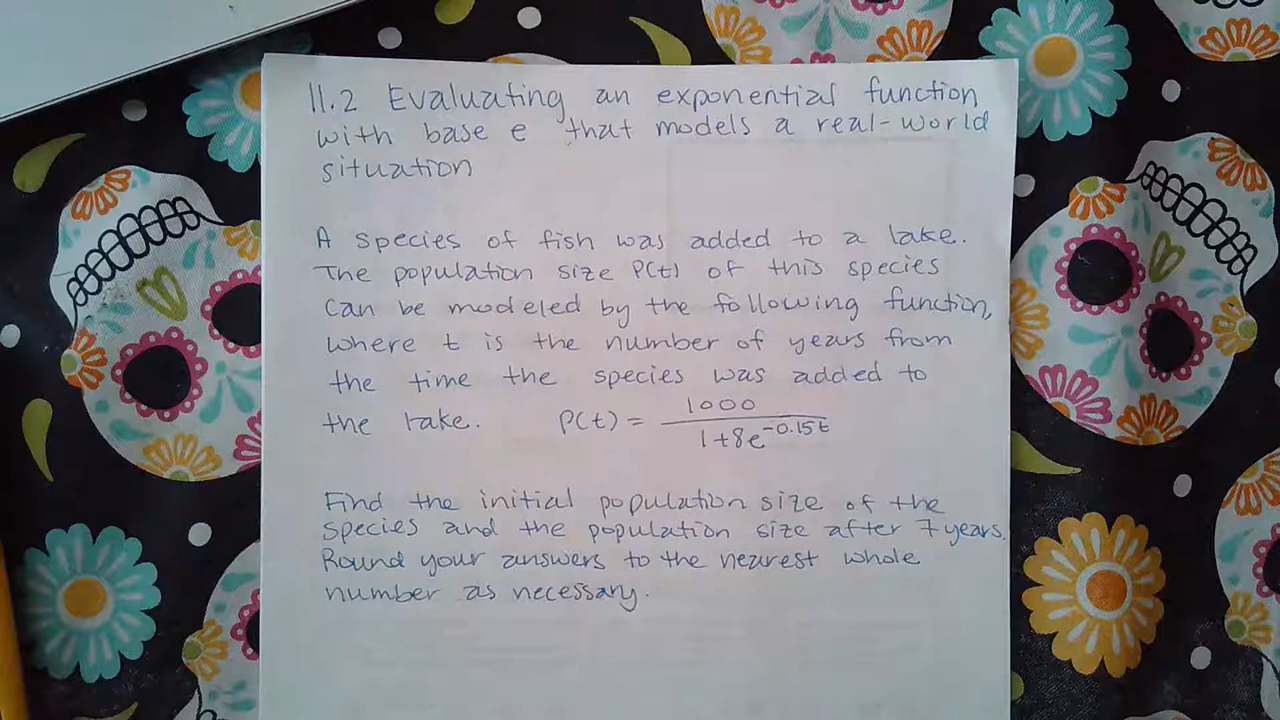 11.2 Evaluating an exponential function
with base e that models a real-world
situation
A species of fish was added to a lake.
The population size P(t) of this species
can be modeled by the following function,
where t is the number of years from
the time the species was added to
the lake. P(t) = 1000 / 1+8e^-0.15t
Find the initial population size of the
species and the population size after 7 years.
Round your answers to the nearest whole
number as necessary.